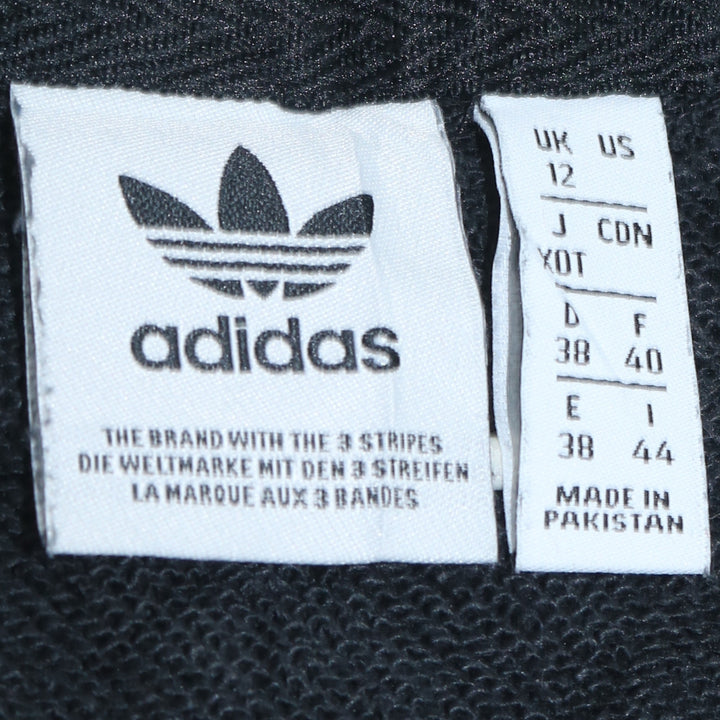 adidas
THE BRAND WITH THE 3 STRIPES
DIE WELTMARKE MIT DEN 3 STREIFEN
LA MARQUE AUX 3 BANDES
UK US
12
J CDN
XOT
D F
38 40
E I
38 44
MADE IN
PAKISTAN